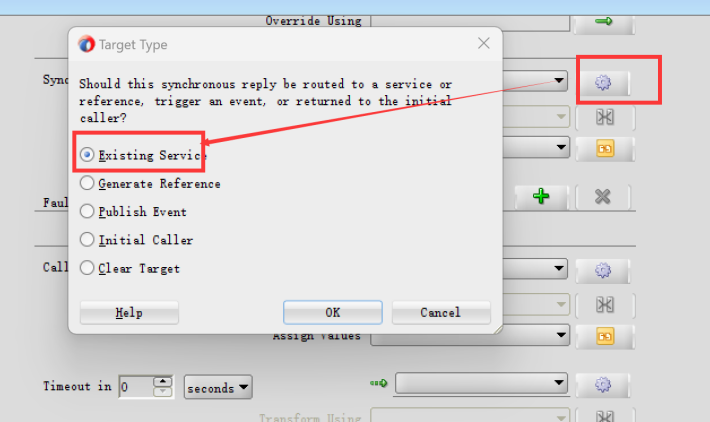 Override Using
Target Type
Sync
Should this synchronous reply be routed to a service or
reference, trigger an event, or returned to the initial
caller?
Existing Servic
Generate Reference
Faul
Publish Event
Initial Caller
Call
Clear Target
Help
OK
Cancel
Assign Values
Timeout in 0 seconds
Transform Using